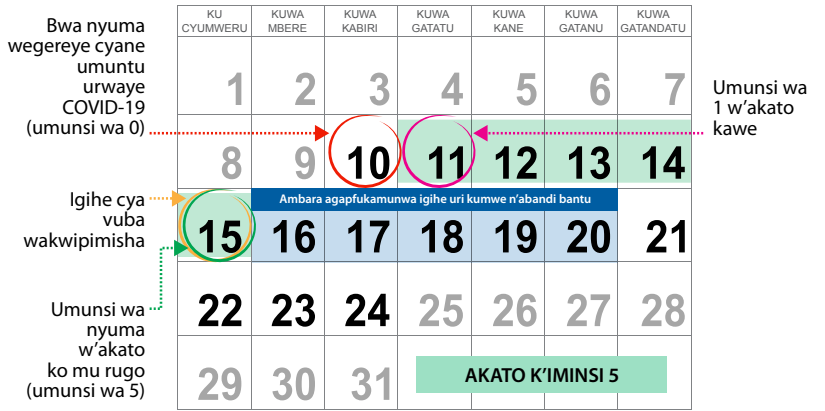 Bwa nyuma
wegereye cyane
umuntu
urwaye
COVID-19
(umunsi wa 0)
Igihe cya
vuba
wakwipimisha
Umunsi wa
nyuma
w'akato
ko mu rugo
(umunsi wa 5)
KU CYUMWERU
KUWA MBERE
KUWA KABIRI
KUWA GATATU
KUWA KANE
KUWA GATANU
KUWA GATANDATU
1 2 3 4 5 6 7
8 9 10 11 12 13 14
Ambara agapfukamunwa igihe uri kumwe n'abandi bantu
15 16 17 18 19 20 21
22 23 24 25 26 27 28
29 30 31
AKATO K'IMINSI 5
Umunsi wa
1 w'akato
kawe